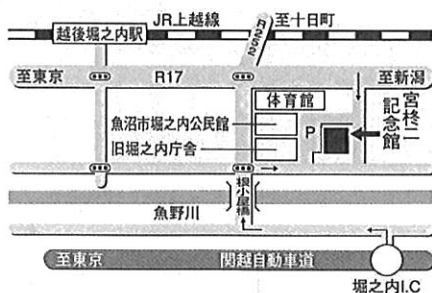 JR上越線
至十日町
越後堀之内駅
R252
至東京
R17
至新潟
体育館
魚沼市堀之内公民館
旧堀之内庁舎
P
宮柊二
記念館
根小屋橋
魚野川
至東京
関越自動車道
堀之内I.C